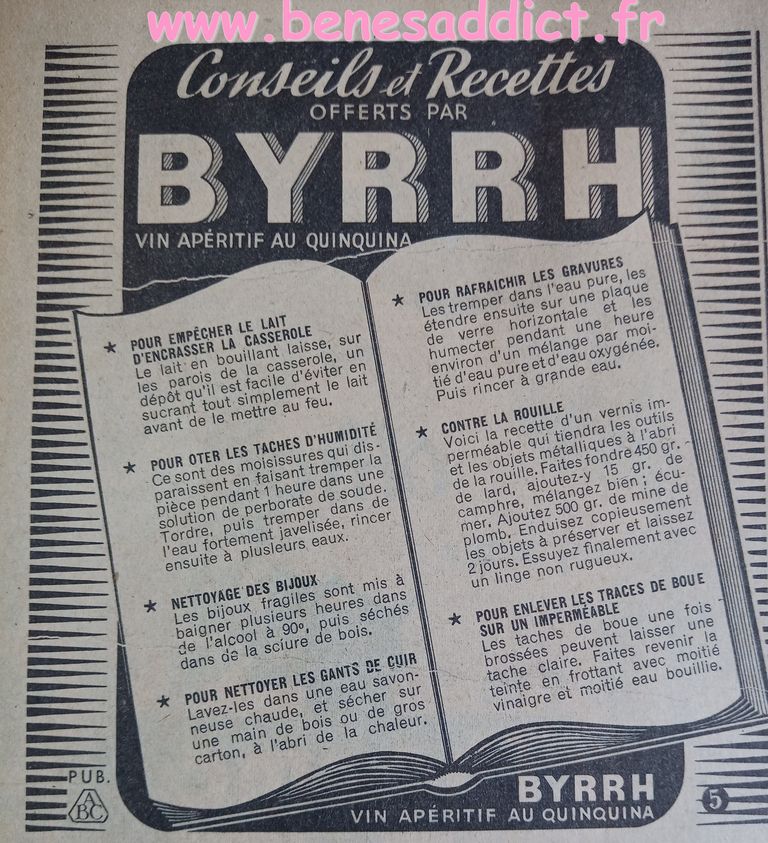 www.benesaddict.fr
Conseils et Recettes
OFFERTS PAR
BYRRH
VIN APÉRITIF AU QUINQUINA
★ POUR EMPÊCHER LE LAIT
D'ENCRASSER LA CASSEROLE
Le lait en bouillant laisse, sur
les parois de la casserole, un
dépôt qu'il est facile d'éviter en
sucrant tout simplement le lait
avant de le mettre au feu.
★ POUR OTER LES TACHES D'HUMIDITÉ
Ce sont des moisissures qui dis-
paraissent en faisant tremper la
pièce pendant 1 heure dans une
solution de perborate de soude.
Tordre, puis tremper dans de
l'eau fortement javelisée, rincer
ensuite à plusieurs eaux.
★ NETTOYAGE DES BIJOUX
Les bijoux fragiles sont mis à
baigner plusieurs heures dans
de l'alcool à 90°, puis séchés
dans de la sciure de bois.
★ POUR NETTOYER LES GANTS DE CUIR
Lavez-les dans une eau savon-
neuse chaude, et sécher sur
une main de bois ou de gros
carton, à l'abri de la chaleur.
★ POUR RAFRAICHIR LES GRAVURES
Les tremper dans l'eau pure, les
étendre ensuite sur une plaque
de verre horizontale et les
humecter pendant une heure
environ d'un mélange par moi-
tié d'eau pure et d'eau oxygénée.
Puis rincer à grande eau.
★ CONTRE LA ROUILLE
Voici la recette d'un vernis im-
perméable qui tiendra les outils
et les objets métalliques à l'abri
de la rouille. Faites fondre 450 gr.
de lard, ajoutez-y 15 gr. de
camphre, mélangez bien ; écu-
mer. Ajoutez 500 gr. de mine de
plomb. Enduisez copieusement
les objets à préserver et laissez
2 jours. Essuyez finalement avec
un linge non rugueux.
★ POUR ENLEVER LES TRACES DE BOUE
SUR UN IMPERMÉABLE
Les taches de boue une fois
brossées peuvent laisser une
tache claire. Faites revenir la
teinte en frottant avec moitié
vinaigre et moitié eau bouillie.
PUB.
ABC
BYRRH
VIN APÉRITIF AU QUINQUINA
5